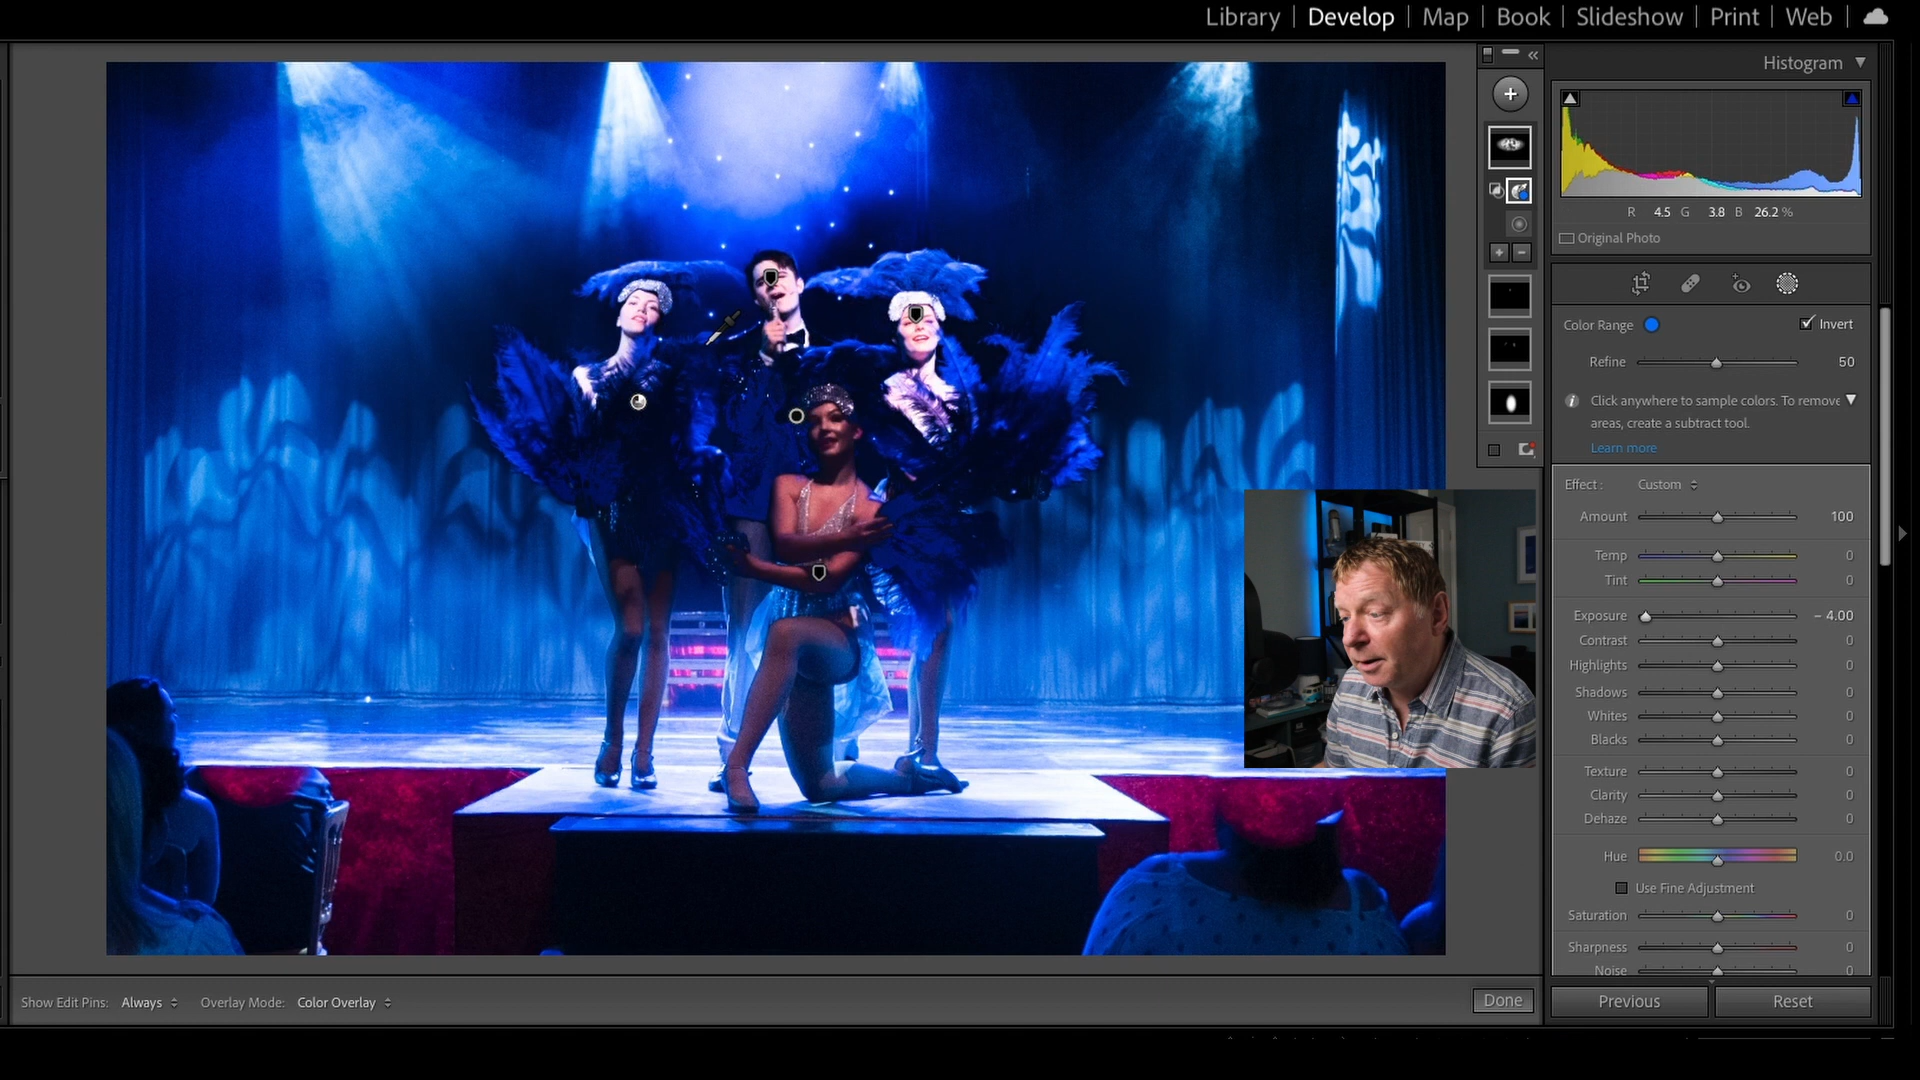 Library | Develop | Map | Book | Slideshow | Print | Web |
Histogram
R 4.5 G 3.8 B 26.2 %
Original Photo
Color Range Invert
Refine 50
Click anywhere to sample colors. To remove
areas, create a subtract tool.
Learn more
Effect : Custom
Amount 100
Temp 0
Tint 0
Exposure − 4.00
Contrast 0
Highlights 0
Shadows 0
Whites 0
Blacks 0
Texture 0
Clarity 0
Dehaze 0
Hue 0.0
Use Fine Adjustment
Saturation 0
Sharpness 0
Noise 0
Show Edit Pins: Always Overlay Mode: Color Overlay Done Previous Reset